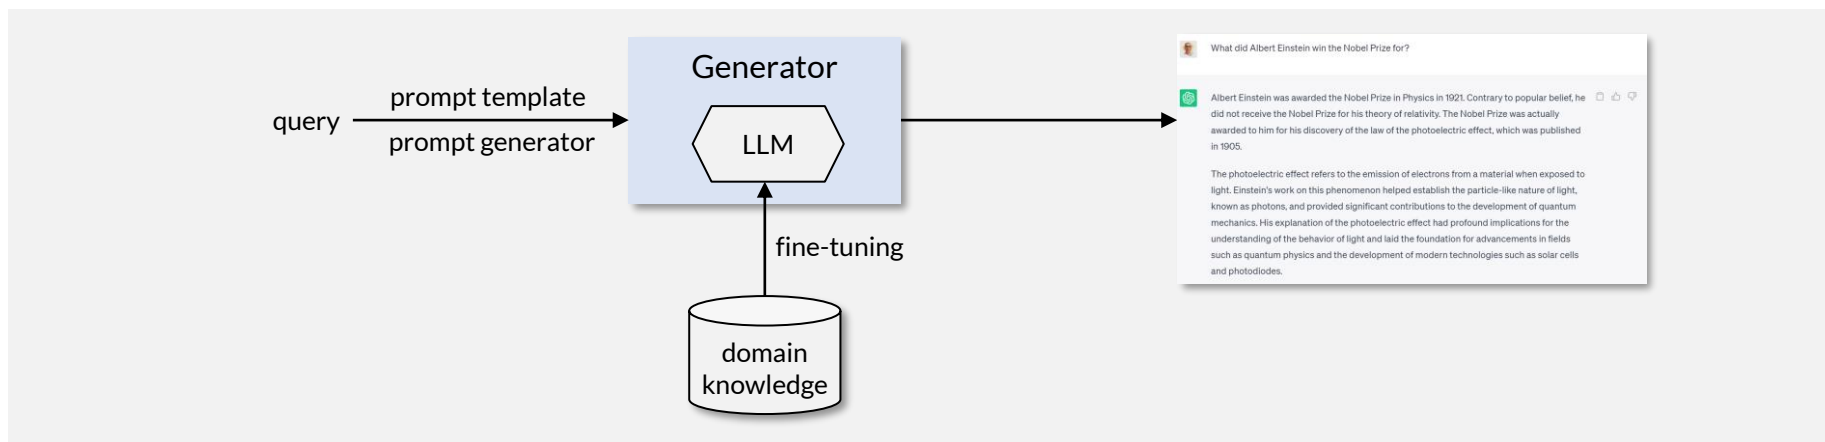 Generator
prompt template
query
prompt generator
LLM
fine-tuning
domain
knowledge
What did Albert Einstein win the Nobel Prize for?
Albert Einstein was awarded the Nobel Prize in Physics in 1921. Contrary to popular belief, he
did not receive the Nobel Prize for his theory of relativity. The Nobel Prize was actually
awarded to him for his discovery of the law of the photoelectric effect, which was published
in 1905.
The photoelectric effect refers to the emission of electrons from a material when exposed to
light. Einstein's work on this phenomenon helped establish the particle-like nature of light,
known as photons, and provided significant contributions to the development of quantum
mechanics. His explanation of the photoelectric effect had profound implications for the
understanding of the behavior of light and laid the foundation for advancements in fields
such as quantum physics and the development of modern technologies such as solar cells
and photodiodes.